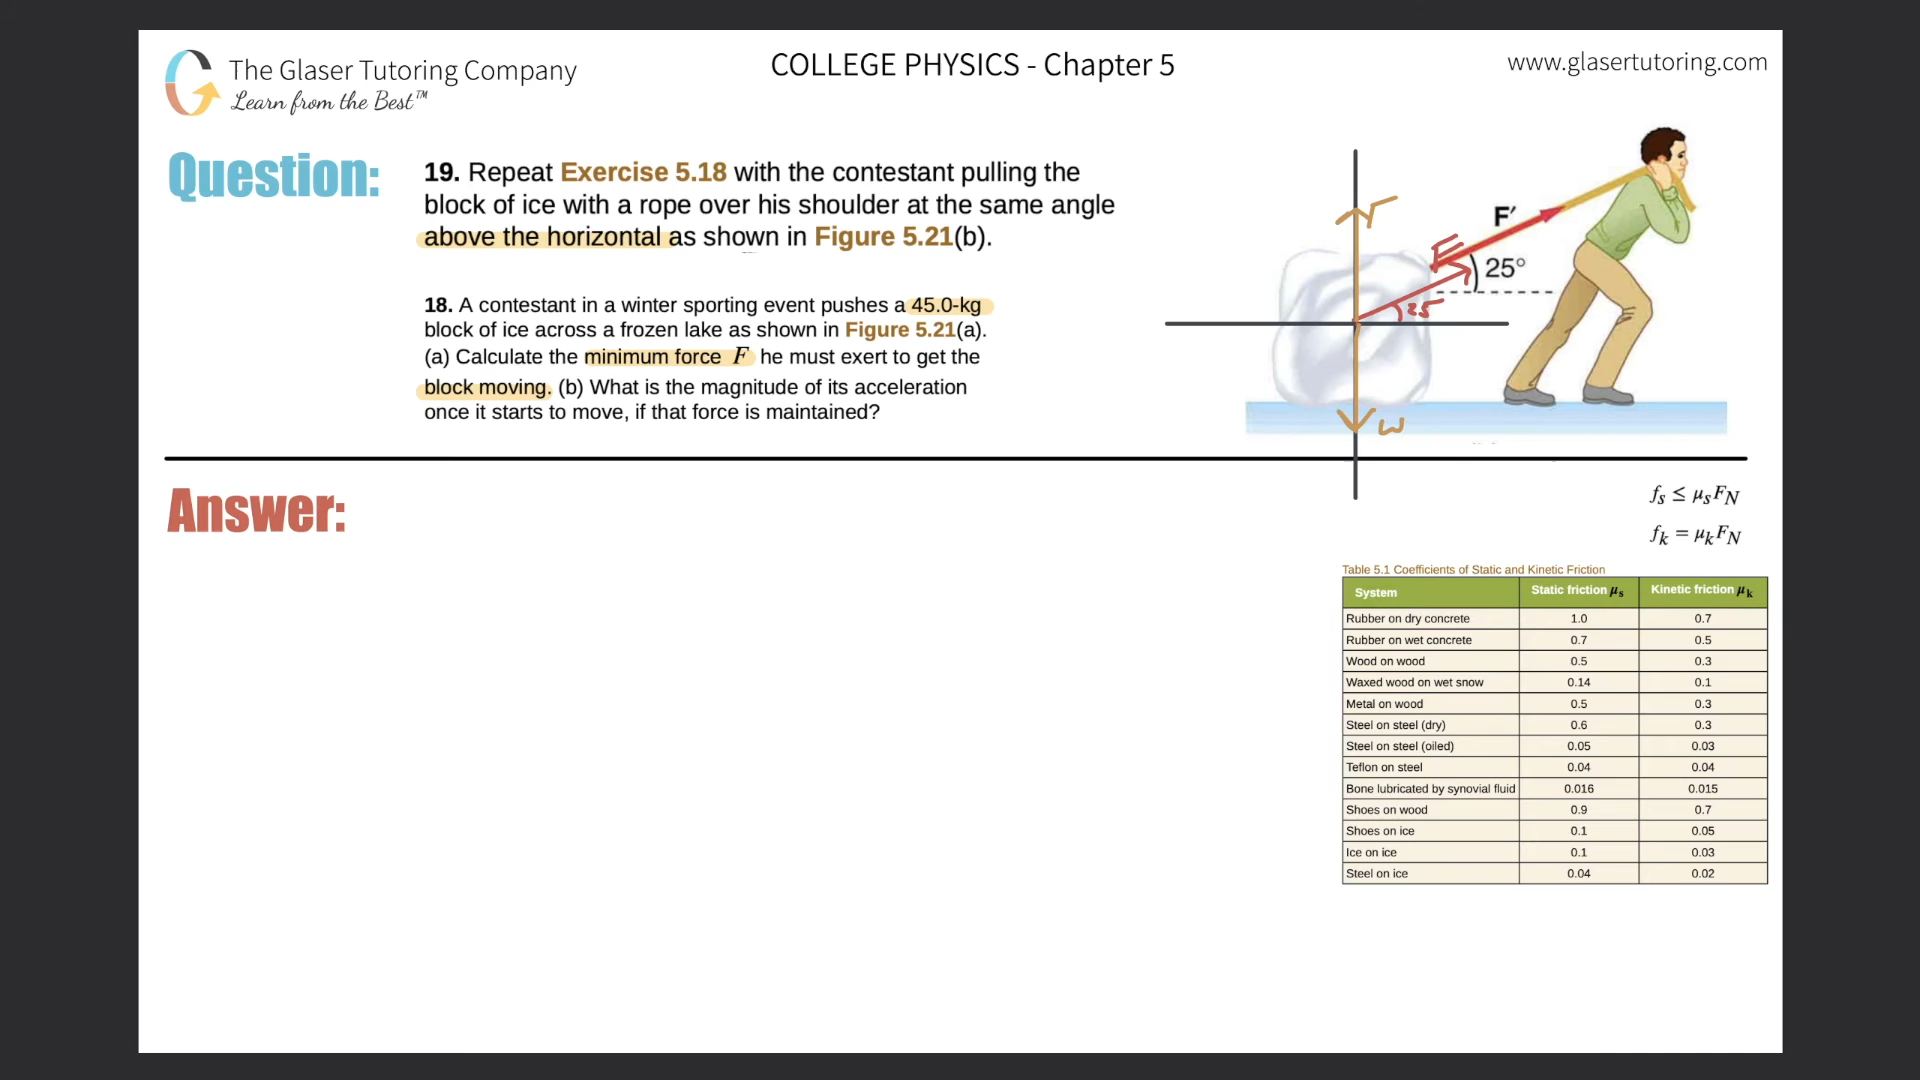 The Glaser Tutoring Company
Learn from the Best™
COLLEGE PHYSICS - Chapter 5
www.glasertutoring.com
Question:
19. Repeat Exercise 5.18 with the contestant pulling the
block of ice with a rope over his shoulder at the same angle
above the horizontal as shown in Figure 5.21(b).
18. A contestant in a winter sporting event pushes a 45.0-kg
block of ice across a frozen lake as shown in Figure 5.21(a).
(a) Calculate the minimum force F he must exert to get the
block moving. (b) What is the magnitude of its acceleration
once it starts to move, if that force is maintained?
F′
F
25°
25
w
Answer:
fs ≤ μsFN
fk = μkFN
Table 5.1 Coefficients of Static and Kinetic Friction
System Static friction μs Kinetic friction μk
Rubber on dry concrete 1.0 0.7
Rubber on wet concrete 0.7 0.5
Wood on wood 0.5 0.3
Waxed wood on wet snow 0.14 0.1
Metal on wood 0.5 0.3
Steel on steel (dry) 0.6 0.3
Steel on steel (oiled) 0.05 0.03
Teflon on steel 0.04 0.04
Bone lubricated by synovial fluid 0.016 0.015
Shoes on wood 0.9 0.7
Shoes on ice 0.1 0.05
Ice on ice 0.1 0.03
Steel on ice 0.04 0.02